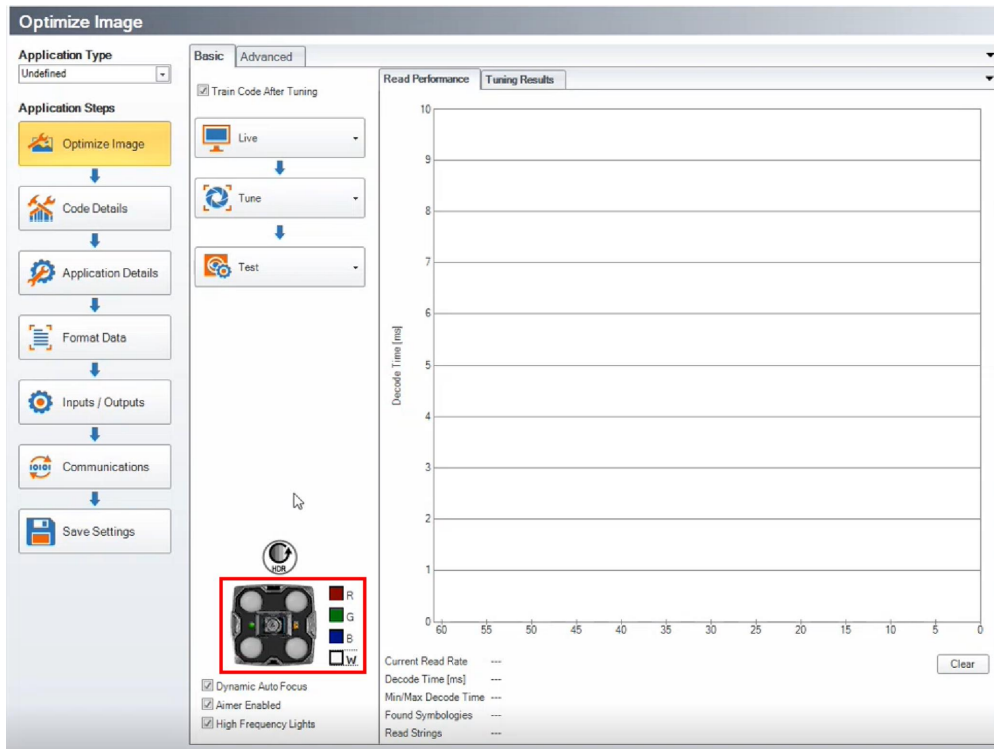 Optimize Image
Application Type
Undefined
Application Steps
Optimize Image
Code Details
Application Details
Format Data
Inputs / Outputs
Communications
Save Settings
Basic
Advanced
Train Code After Tuning
Live
Tune
Test
HDR
R
G
B
W
Dynamic Auto Focus
Aimer Enabled
High Frequency Lights
Read Performance
Tuning Results
Decode Time [ms]
10
9
8
7
6
5
4
3
2
1
0
60 55 50 45 40 35 30 25 20 15 10 5 0
Current Read Rate ---
Decode Time [ms] ---
Min/Max Decode Time ---
Found Symbologies ---
Read Strings ---
Clear